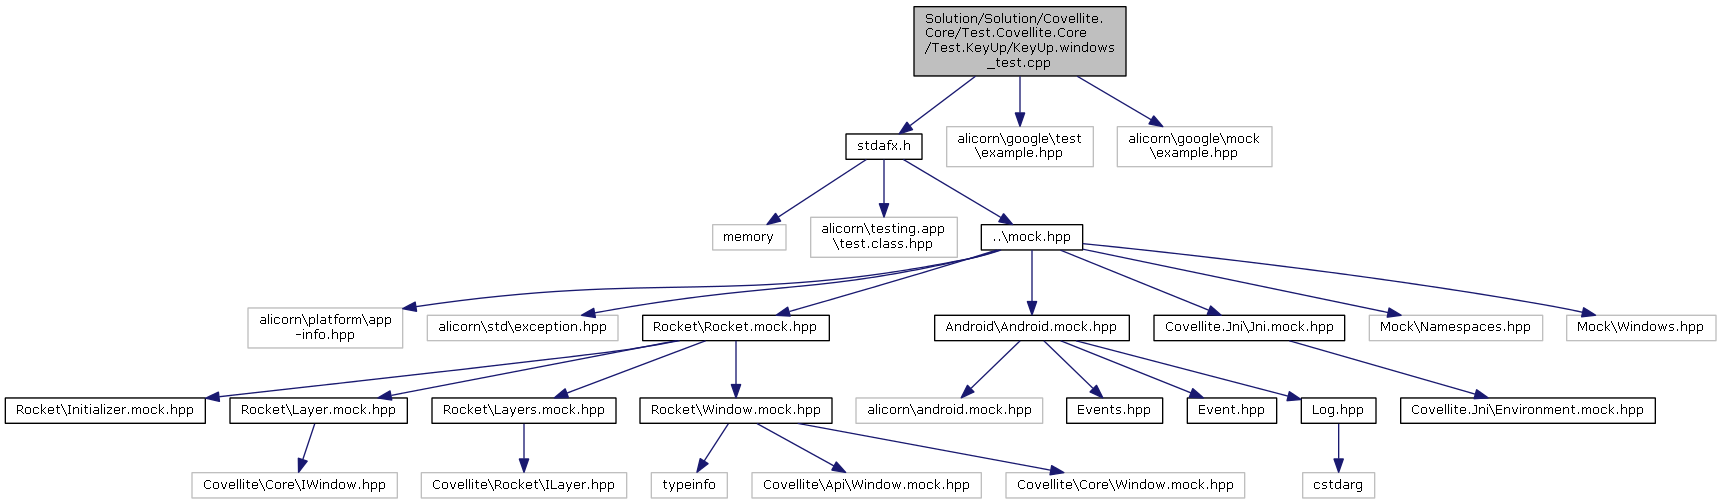 Solution/Solution/Covellite.
Core/Test.Covellite.Core
/Test.KeyUp/KeyUp.windows
_test.cpp
stdafx.h
alicorn\google\test
\example.hpp
alicorn\google\mock
\example.hpp
memory
alicorn\testing.app
\test.class.hpp
..\mock.hpp
alicorn\platform\app
-info.hpp
alicorn\std\exception.hpp
Rocket\Rocket.mock.hpp
Android\Android.mock.hpp
Covellite.Jni\Jni.mock.hpp
Mock\Namespaces.hpp
Mock\Windows.hpp
Rocket\Initializer.mock.hpp
Rocket\Layer.mock.hpp
Rocket\Layers.mock.hpp
Rocket\Window.mock.hpp
alicorn\android.mock.hpp
Events.hpp
Event.hpp
Log.hpp
Covellite.Jni\Environment.mock.hpp
Covellite\Core\IWindow.hpp
Covellite\Rocket\ILayer.hpp
typeinfo
Covellite\Api\Window.mock.hpp
Covellite\Core\Window.mock.hpp
cstdarg